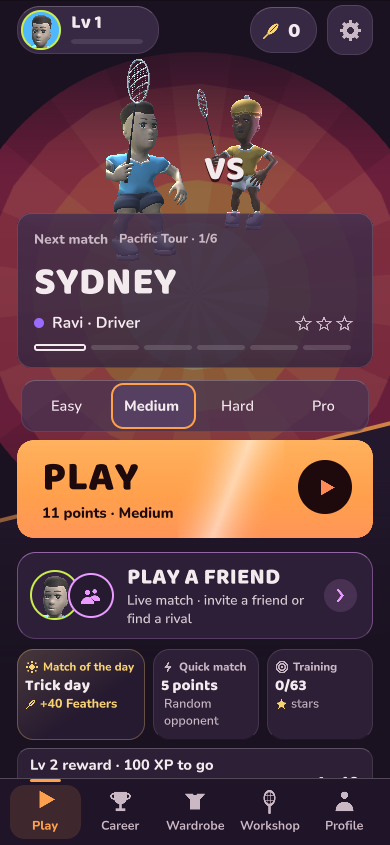 Lv 1
0
VS
Next match Pacific Tour · 1/6
SYDNEY
Ravi · Driver
Easy Medium Hard Pro
PLAY
11 points · Medium
PLAY A FRIEND
Live match · invite a friend or
find a rival
Match of the day
Trick day
+40 Feathers
Quick match
5 points
Random
opponent
Training
0/63
stars
Lv 2 reward · 100 XP to go
Play Career Wardrobe Workshop Profile